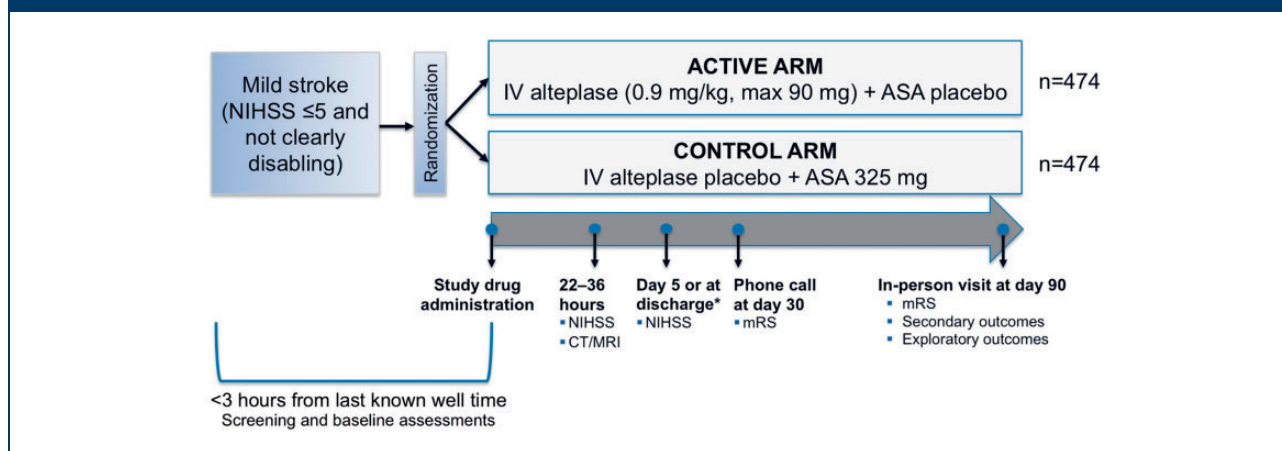 Mild stroke
(NIHSS ≤5 and
not clearly
disabling)
Randomization
ACTIVE ARM
IV alteplase (0.9 mg/kg, max 90 mg) + ASA placebo
n=474
CONTROL ARM
IV alteplase placebo + ASA 325 mg
n=474
Study drug
administration
22–36
hours
▪ NIHSS
▪ CT/MRI
Day 5 or at
discharge*
▪ NIHSS
Phone call
at day 30
▪ mRS
In-person visit at day 90
▪ mRS
▪ Secondary outcomes
▪ Exploratory outcomes
<3 hours from last known well time
Screening and baseline assessments